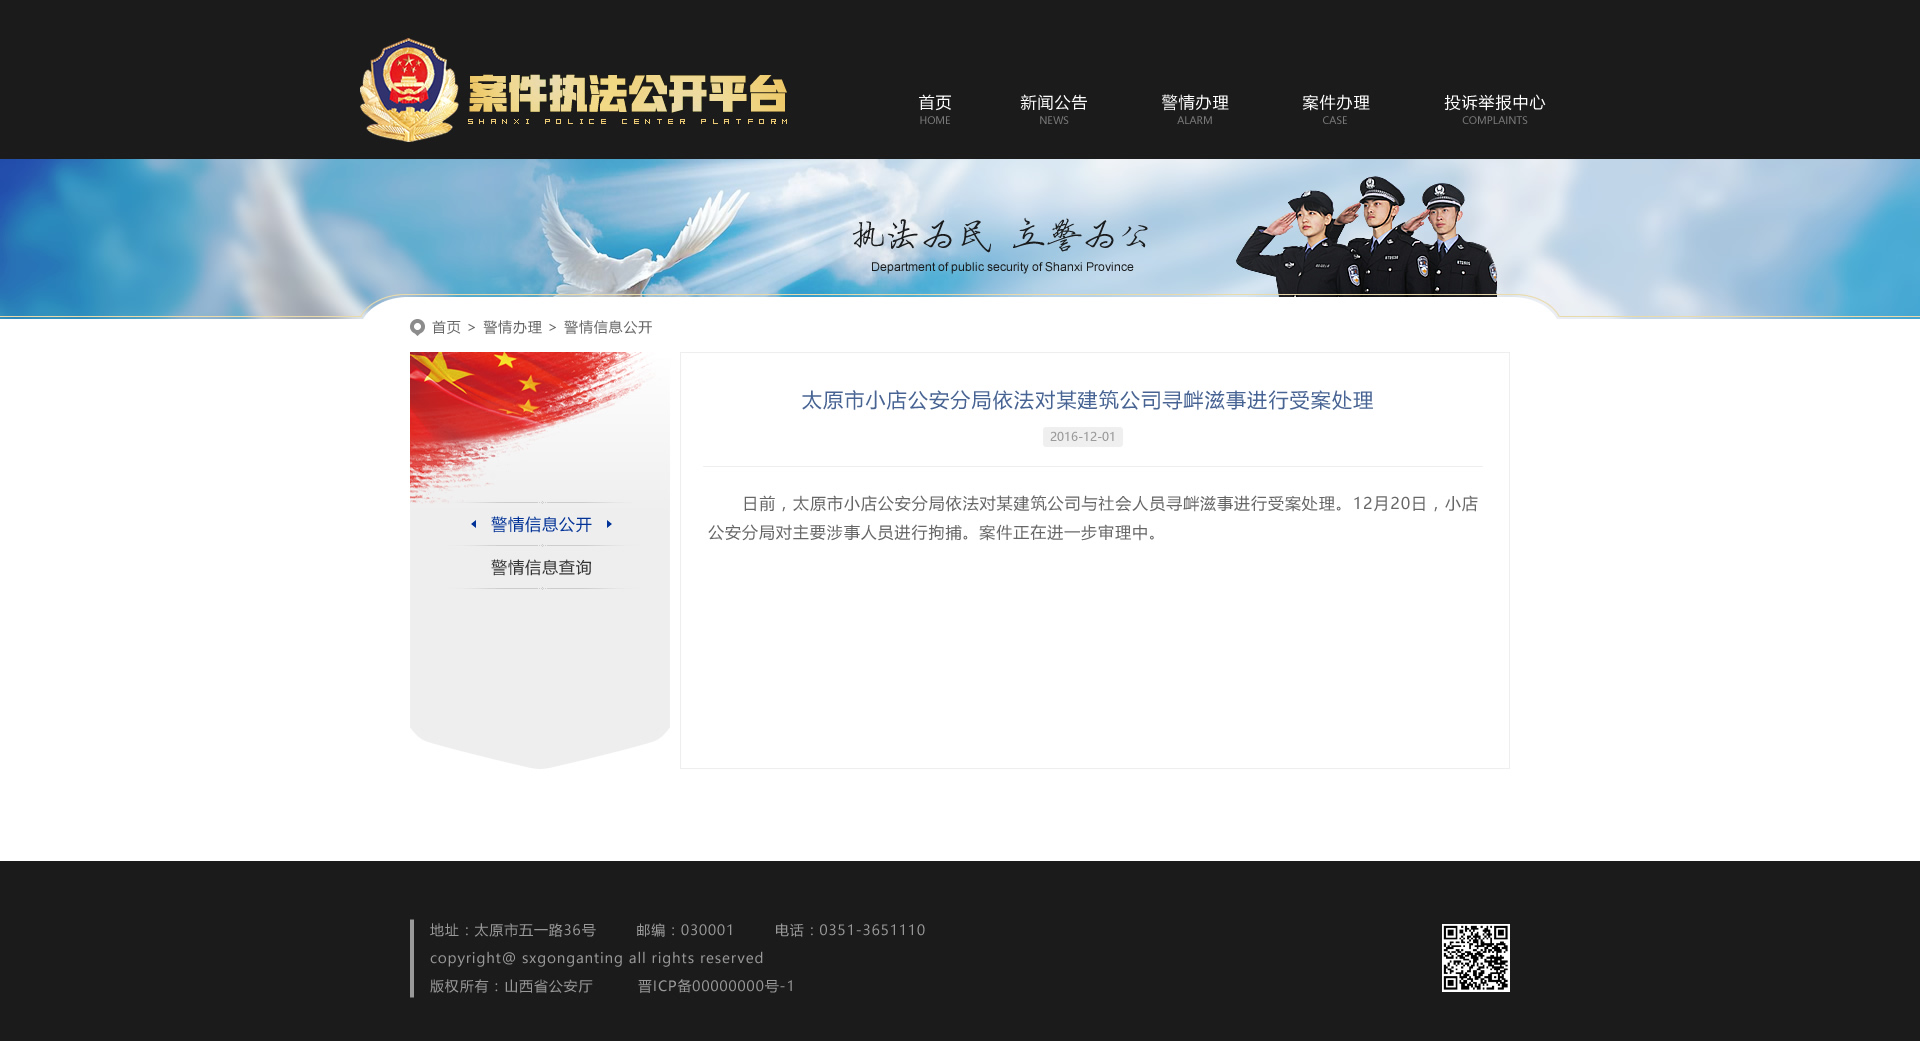 案件执法公开平台
SHANXI POLICE CENTER PLATFORM
首页 新闻公告 警情办理 案件办理 投诉举报中心
HOME NEWS ALARM CASE COMPLAINTS
执法为民 立警为公
Department of public security of Shanxi Province
首页 > 警情办理 > 警情信息公开
警情信息公开
警情信息查询
太原市小店公安分局依法对某建筑公司寻衅滋事进行受案处理
2016-12-01
日前，太原市小店公安分局依法对某建筑公司与社会人员寻衅滋事进行受案处理。12月20日，小店
公安分局对主要涉事人员进行拘捕。案件正在进一步审理中。
地址：太原市五一路36号 邮编：030001 电话：0351-3651110
copyright@ sxgonganting all rights reserved
版权所有：山西省公安厅 晋ICP备00000000号-1